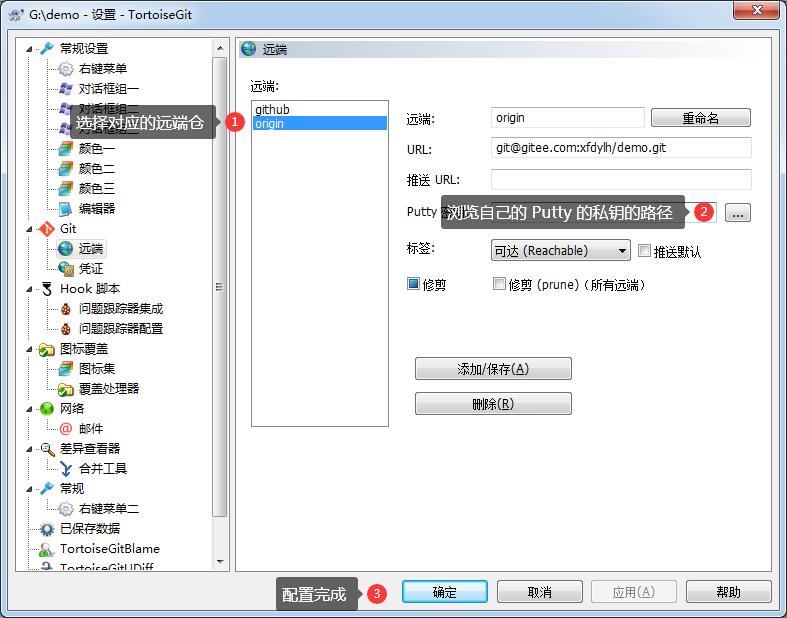 G:\demo - 设置 - TortoiseGit
常规设置
右键菜单
对话框组一
选择对应的远端仓
1
颜色一
颜色二
颜色三
编辑器
Git
远端
凭证
Hook 脚本
问题跟踪器集成
问题跟踪器配置
图标覆盖
图标集
覆盖处理器
网络
邮件
差异查看器
合并工具
常规
右键菜单二
已保存数据
TortoiseGitBlame
TortoiseGitUDiff
远端
远端:
github
origin
远端:
origin
重命名
URL:
git@gitee.com:xfdylh/demo.git
推送 URL:
Putty
浏览自己的 Putty 的私钥的路径
2
...
标签:
可达 (Reachable)
推送默认
修剪
修剪 (prune)（所有远端）
添加/保存(A)
删除(R)
配置完成
3
确定
取消
应用(A)
帮助